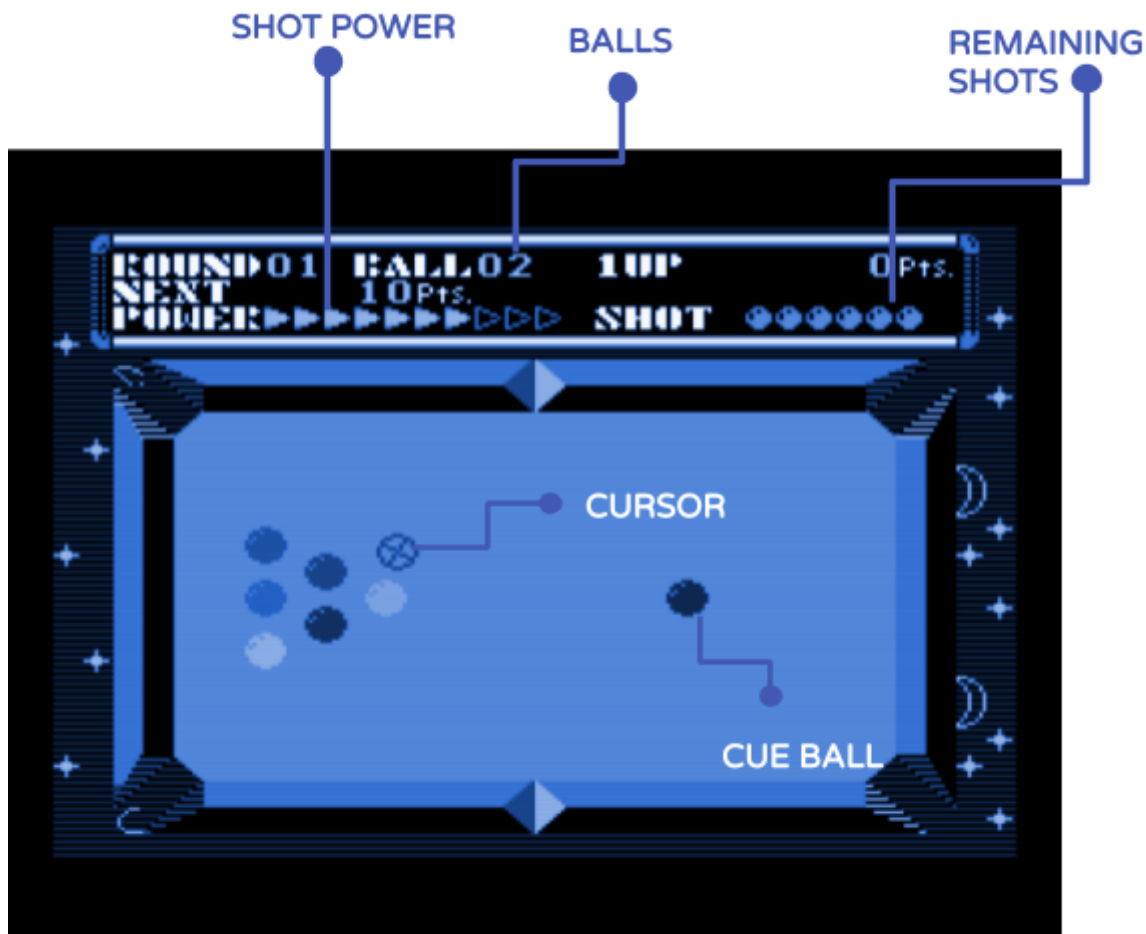 SHOT POWER
BALLS
REMAINING
SHOTS
ROUND01 BALL02 1UP 0Pts.
NEXT 10Pts.
POWER SHOT
CURSOR
CUE BALL